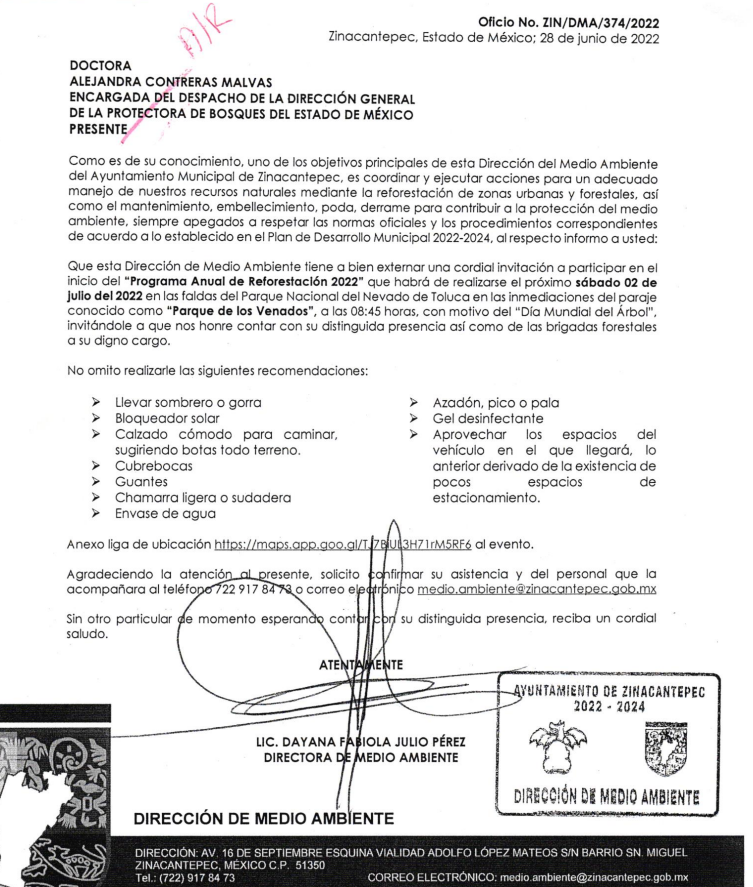 A/R
Oficio No. ZIN/DMA/374/2022
Zinacantepec, Estado de México; 28 de junio de 2022
DOCTORA
ALEJANDRA CONTRERAS MALVAS
ENCARGADA DEL DESPACHO DE LA DIRECCIÓN GENERAL
DE LA PROTECTORA DE BOSQUES DEL ESTADO DE MÉXICO
PRESENTE
Como es de su conocimiento, uno de los objetivos principales de esta Dirección del Medio Ambiente
del Ayuntamiento Municipal de Zinacantepec, es coordinar y ejecutar acciones para un adecuado
manejo de nuestros recursos naturales mediante la reforestación de zonas urbanas y forestales, así
como el mantenimiento, embellecimiento, poda, derrame para contribuir a la protección del medio
ambiente, siempre apegados a respetar las normas oficiales y los procedimientos correspondientes
de acuerdo a lo establecido en el Plan de Desarrollo Municipal 2022-2024, al respecto informo a usted:
Que esta Dirección de Medio Ambiente tiene a bien externar una cordial invitación a participar en el
inicio del "Programa Anual de Reforestación 2022" que habrá de realizarse el próximo sábado 02 de
julio del 2022 en las faldas del Parque Nacional del Nevado de Toluca en las inmediaciones del paraje
conocido como "Parque de los Venados", a las 08:45 horas, con motivo del "Día Mundial del Árbol",
invitándole a que nos honre contar con su distinguida presencia así como de las brigadas forestales
a su digno cargo.
No omito realizarle las siguientes recomendaciones:
➢ Llevar sombrero o gorra
➢ Bloqueador solar
➢ Calzado cómodo para caminar,
sugiriendo botas todo terreno.
➢ Cubrebocas
➢ Guantes
➢ Chamarra ligera o sudadera
➢ Envase de agua
➢ Azadón, pico o pala
➢ Gel desinfectante
➢ Aprovechar los espacios del
vehículo en el que llegará, lo
anterior derivado de la existencia de
pocos espacios de
estacionamiento.
Anexo liga de ubicación al evento.
Agradeciendo la atención al presente, solicito confirmar su asistencia y del personal que la
acompañara al teléfono 722 917 84 73 o correo electrónico medio.ambiente@zinacantepec.gob.mx
Sin otro particular de momento esperando contar con su distinguida presencia, reciba un cordial
saludo.
ATENTAMENTE
LIC. DAYANA FABIOLA JULIO PÉREZ
DIRECTORA DE MEDIO AMBIENTE
AYUNTAMIENTO DE ZINACANTEPEC
2022 - 2024
DIRECCIÓN DE MEDIO AMBIENTE
DIRECCIÓN DE MEDIO AMBIENTE
DIRECCIÓN: AV. 16 DE SEPTIEMBRE ESQUINA VIALIDAD ADOLFO LÓPEZ MATEOS S/N BARRIO SN. MIGUEL
ZINACANTEPEC, MÉXICO C.P. 51350
Tel.: (722) 917 84 73 CORREO ELECTRÓNICO: medio.ambiente@zinacantepec.gob.mx